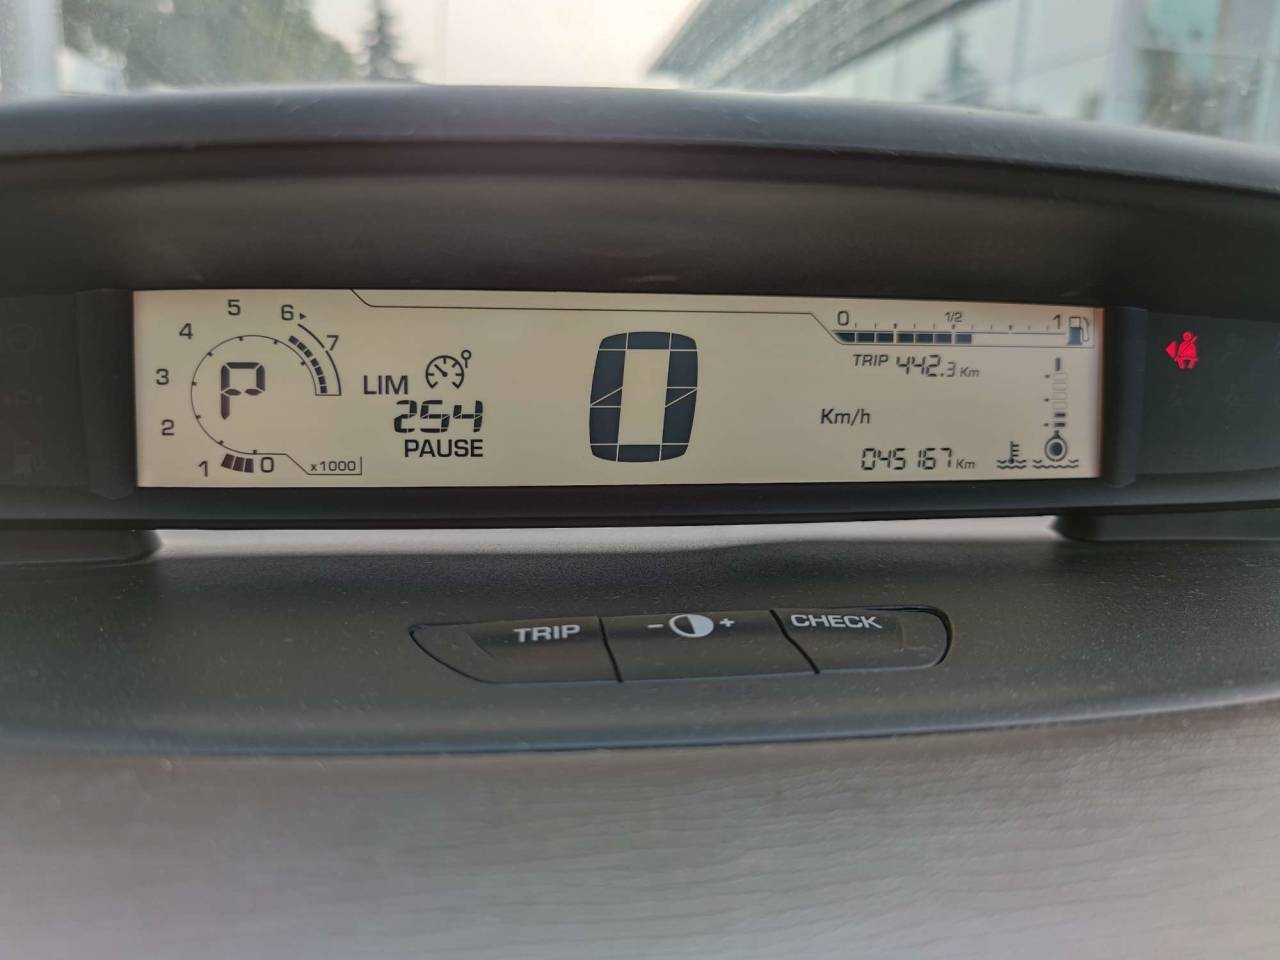 5
6
4
7
3
2
1
0
x1000
P
LIM
254
PAUSE
0
0 1/2 1
TRIP 442.3 Km
Km/h
045167 Km
TRIP - + CHECK